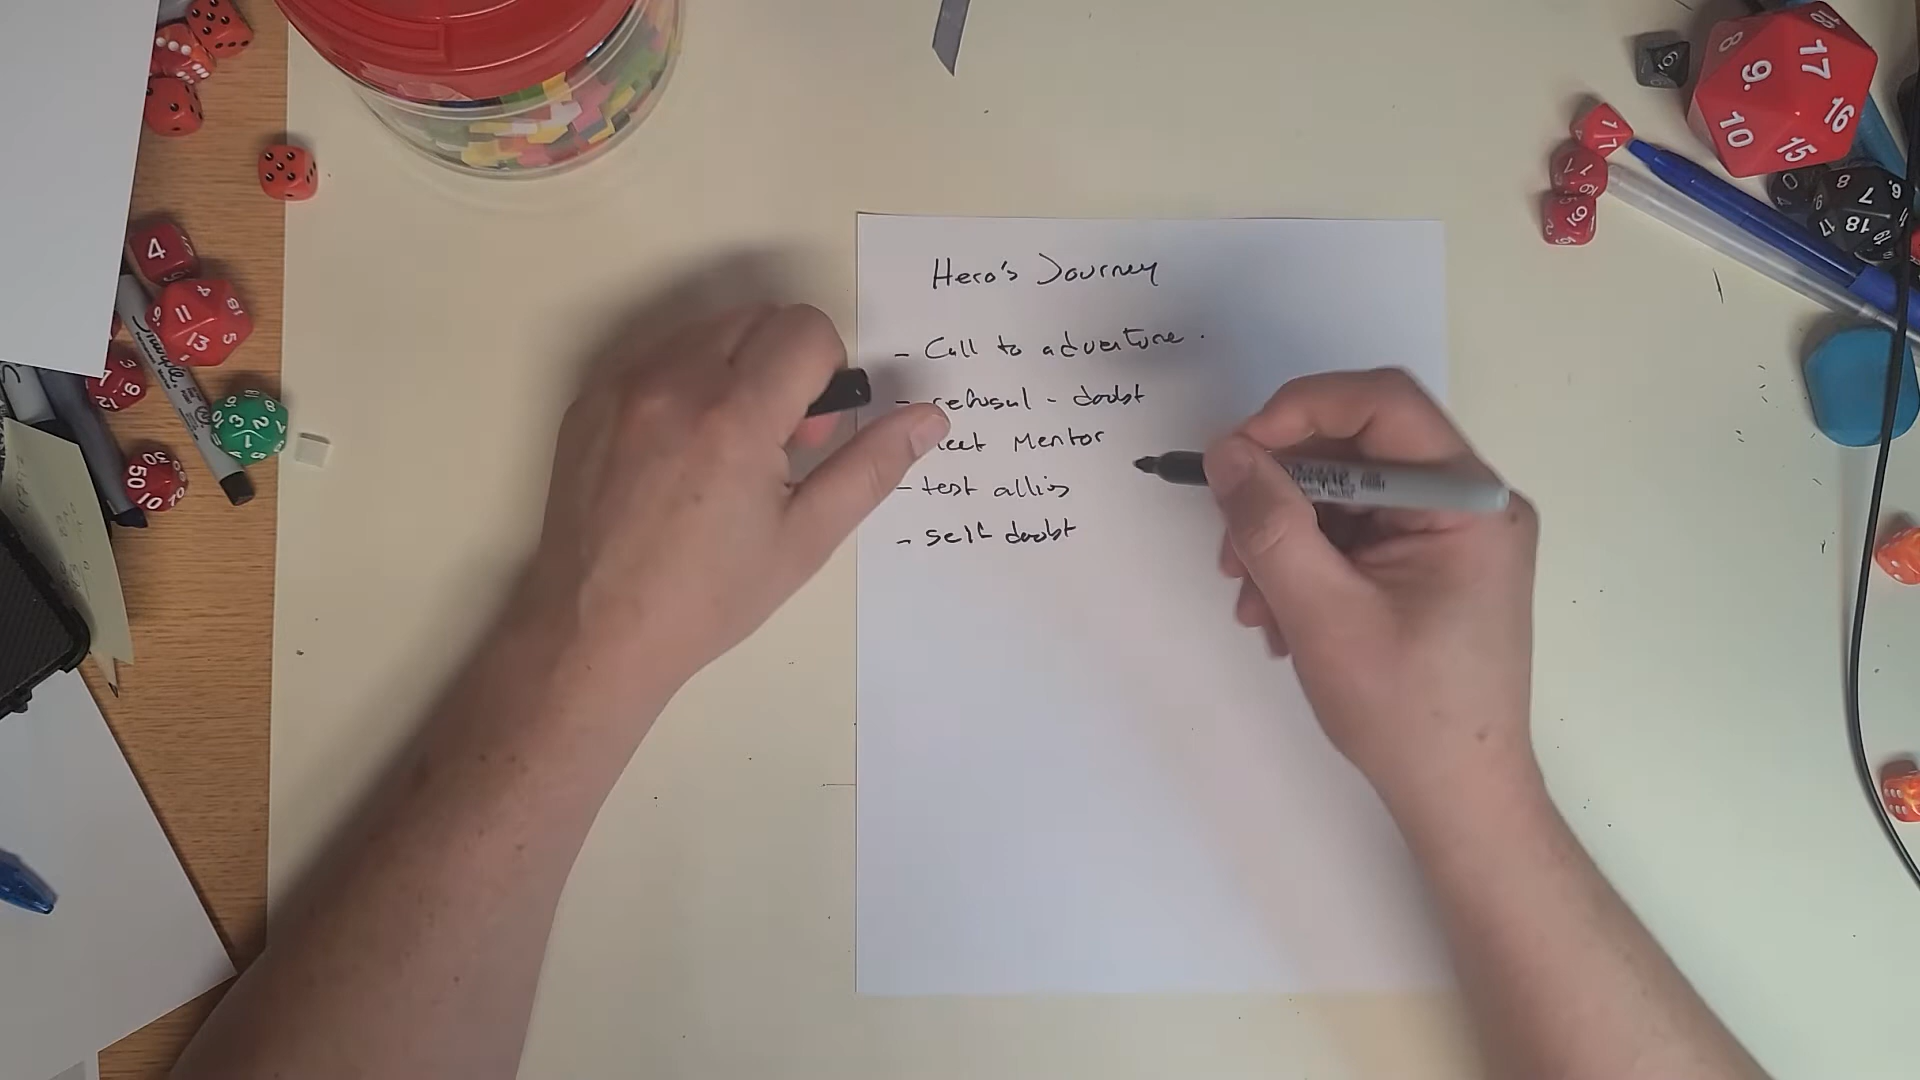 Hero's Journey
- Call to adventure.
- refusal - doubt
Mentor
- test allies
- self doubt